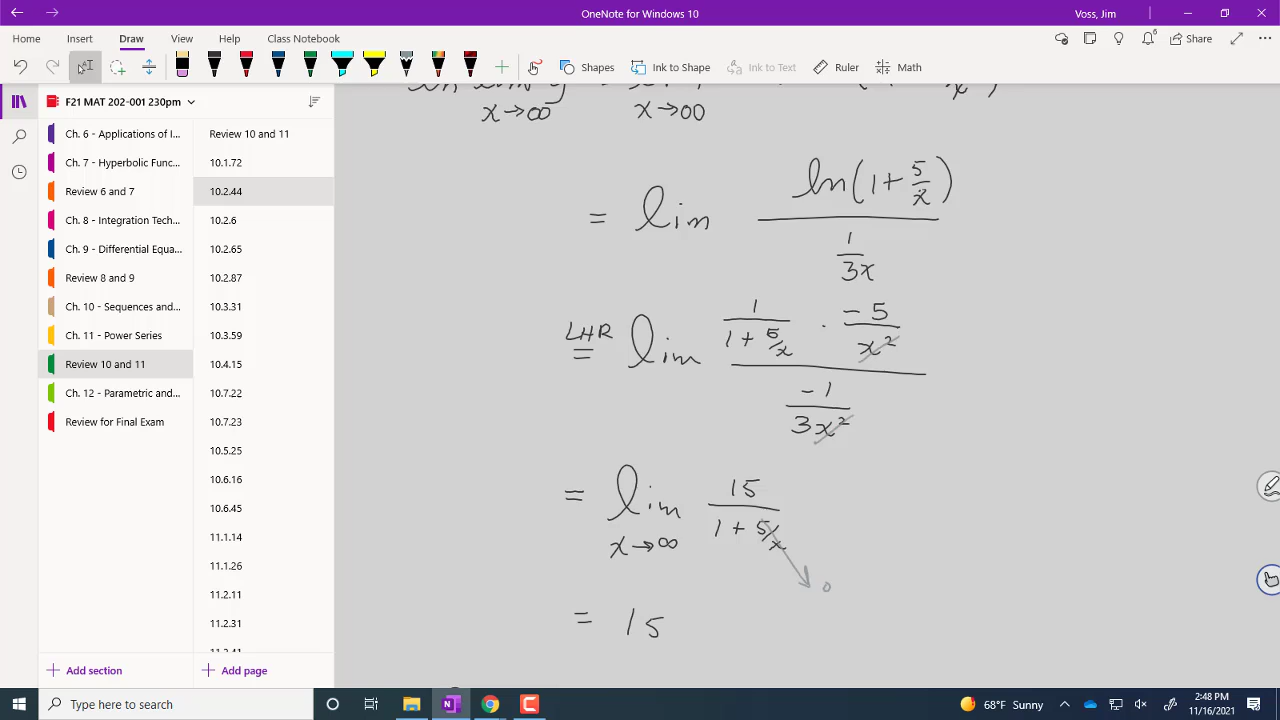 OneNote for Windows 10
Voss, Jim
Home Insert Draw View Help Class Notebook
Share
Shapes Ink to Shape Ink to Text Ruler Math
F21 MAT 202-001 230pm
Ch. 6 - Applications of I...
Ch. 7 - Hyperbolic Func...
Review 6 and 7
Ch. 8 - Integration Tech...
Ch. 9 - Differential Equa...
Review 8 and 9
Ch. 10 - Sequences and...
Ch. 11 - Power Series
Review 10 and 11
Ch. 12 - Parametric and...
Review for Final Exam
Add section
Review 10 and 11
10.1.72
10.2.44
10.2.6
10.2.65
10.2.87
10.3.31
10.3.59
10.4.15
10.7.22
10.7.23
10.5.25
10.6.16
10.6.45
11.1.14
11.1.26
11.2.11
11.2.31
Add page
x→∞ x→∞
= lim ln(1 + 5/x) / (1/3x)
LHR = lim (1/(1 + 5/x) · -5/x²) / (-1/3x²)
= lim x→∞ 15/(1 + 5/x)
0
= 15
Type here to search
68°F Sunny
2:48 PM
11/16/2021